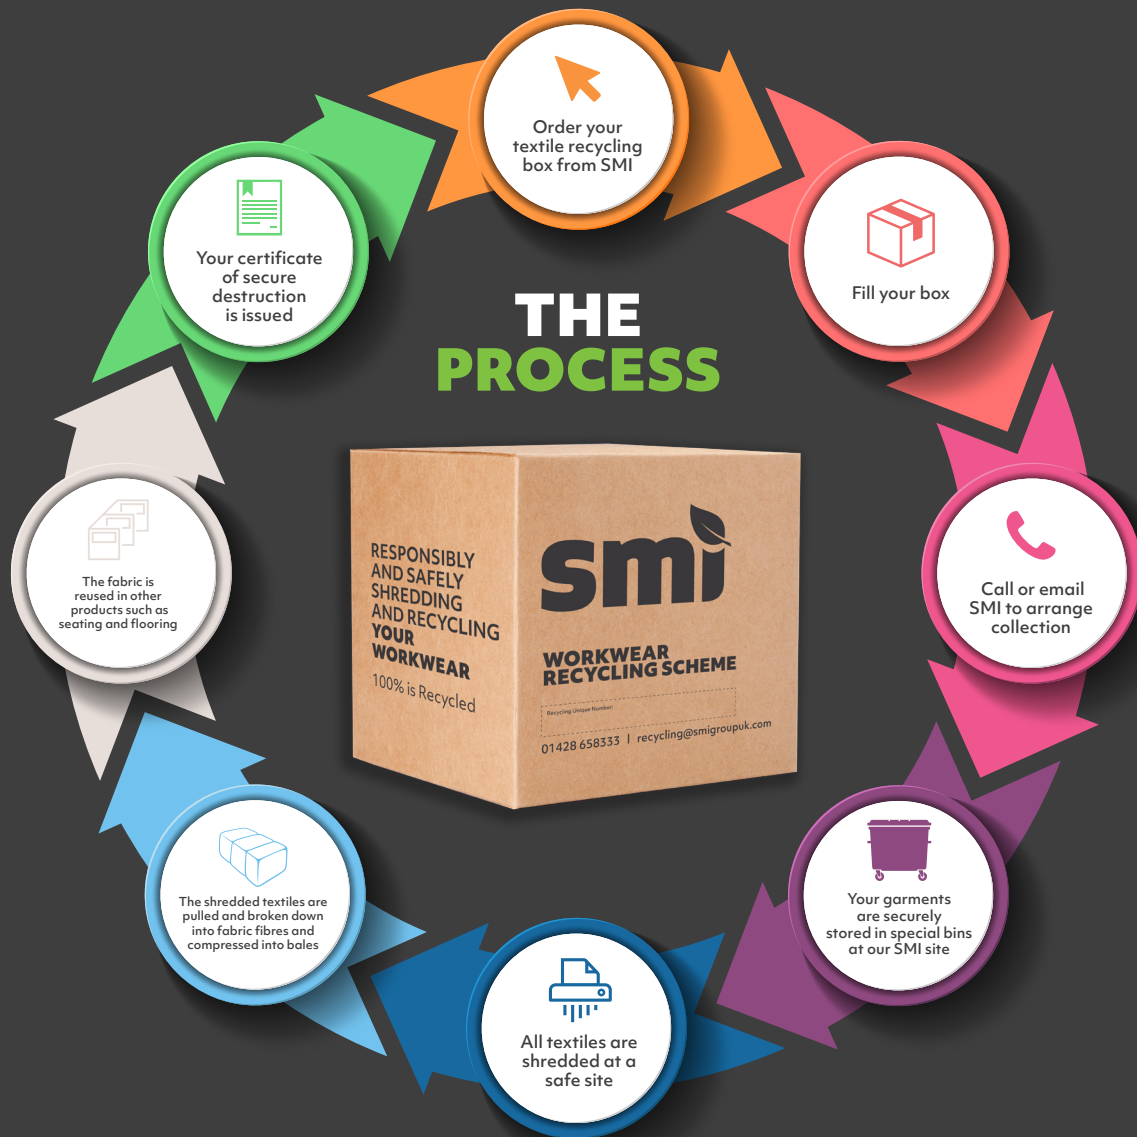 Order your
textile recycling
box from SMI
Fill your box
Call or email
SMI to arrange
collection
Your garments
are securely
stored in special bins
at our SMI site
All textiles are
shredded at a
safe site
The shredded textiles are
pulled and broken down
into fabric fibres and
compressed into bales
The fabric is
reused in other
products such as
seating and flooring
Your certificate
of secure
destruction
is issued
THE
PROCESS
RESPONSIBLY
AND SAFELY
SHREDDING
AND RECYCLING
YOUR
WORKWEAR
100% is Recycled
smi
WORKWEAR
RECYCLING SCHEME
Recycling Unique Number:
01428 658333 | recycling@smigroupuk.com